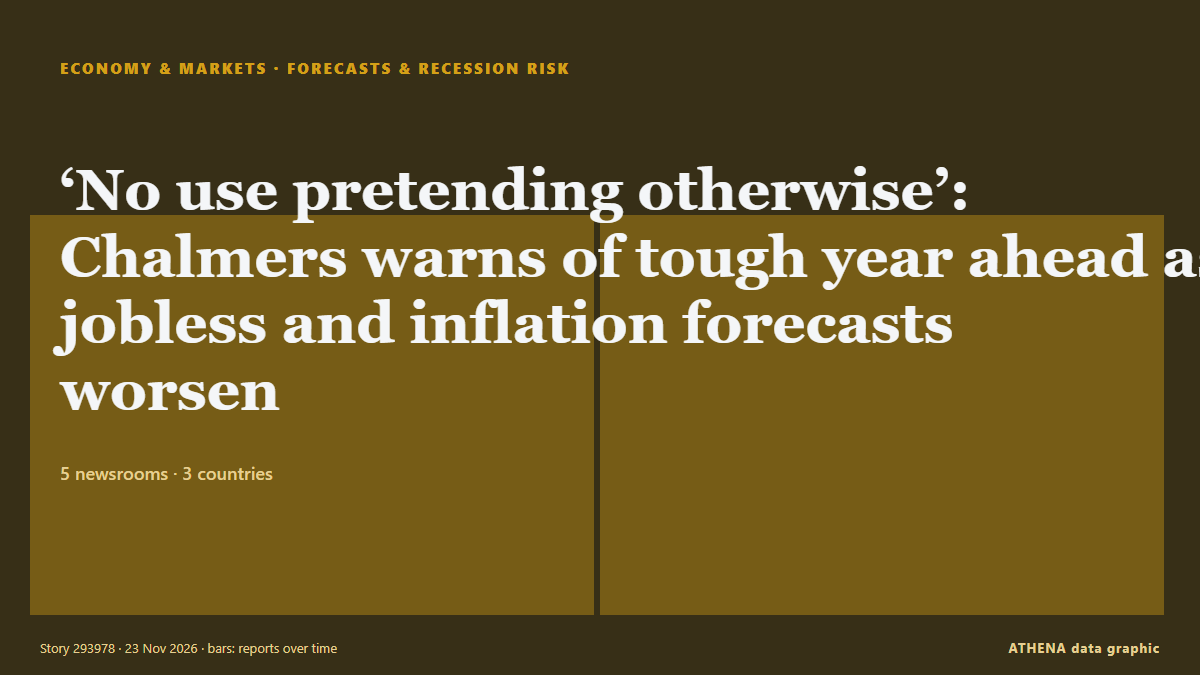 ECONOMY & MARKETS · FORECASTS & RECESSION RISK
‘No use pretending otherwise’:
Chalmers warns of tough year ahead as
jobless and inflation forecasts
worsen
5 newsrooms · 3 countries
Story 293978 · 23 Nov 2026 · bars: reports over time
ATHENA data graphic